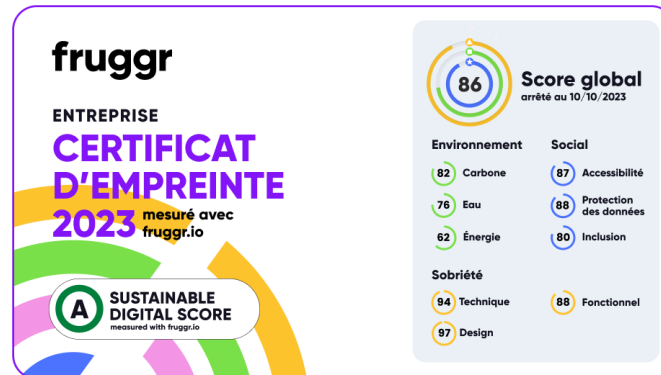 fruggr
ENTREPRISE
CERTIFICAT
D'EMPREINTE
2023 mesuré avec
fruggr.io
A
SUSTAINABLE
DIGITAL SCORE
measured with fruggr.io
86
Score global
arrêté au 10/10/2023
Environnement
82 Carbone
76 Eau
62 Énergie
Social
87 Accessibilité
88 Protection
des données
80 Inclusion
Sobriété
94 Technique
88 Fonctionnel
97 Design